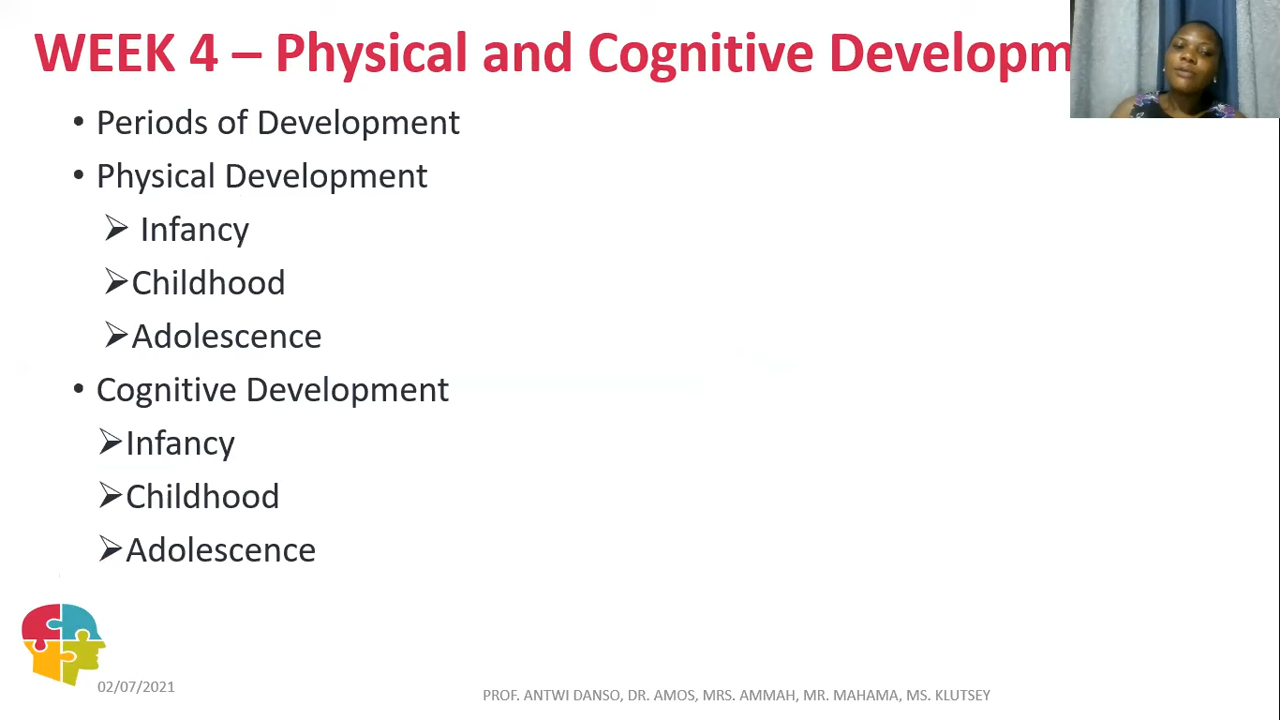 WEEK 4 – Physical and Cognitive Developm
• Periods of Development
• Physical Development
➢ Infancy
➢Childhood
➢Adolescence
• Cognitive Development
➢Infancy
➢Childhood
➢Adolescence
02/07/2021
PROF. ANTWI DANSO, DR. AMOS, MRS. AMMAH, MR. MAHAMA, MS. KLUTSEY